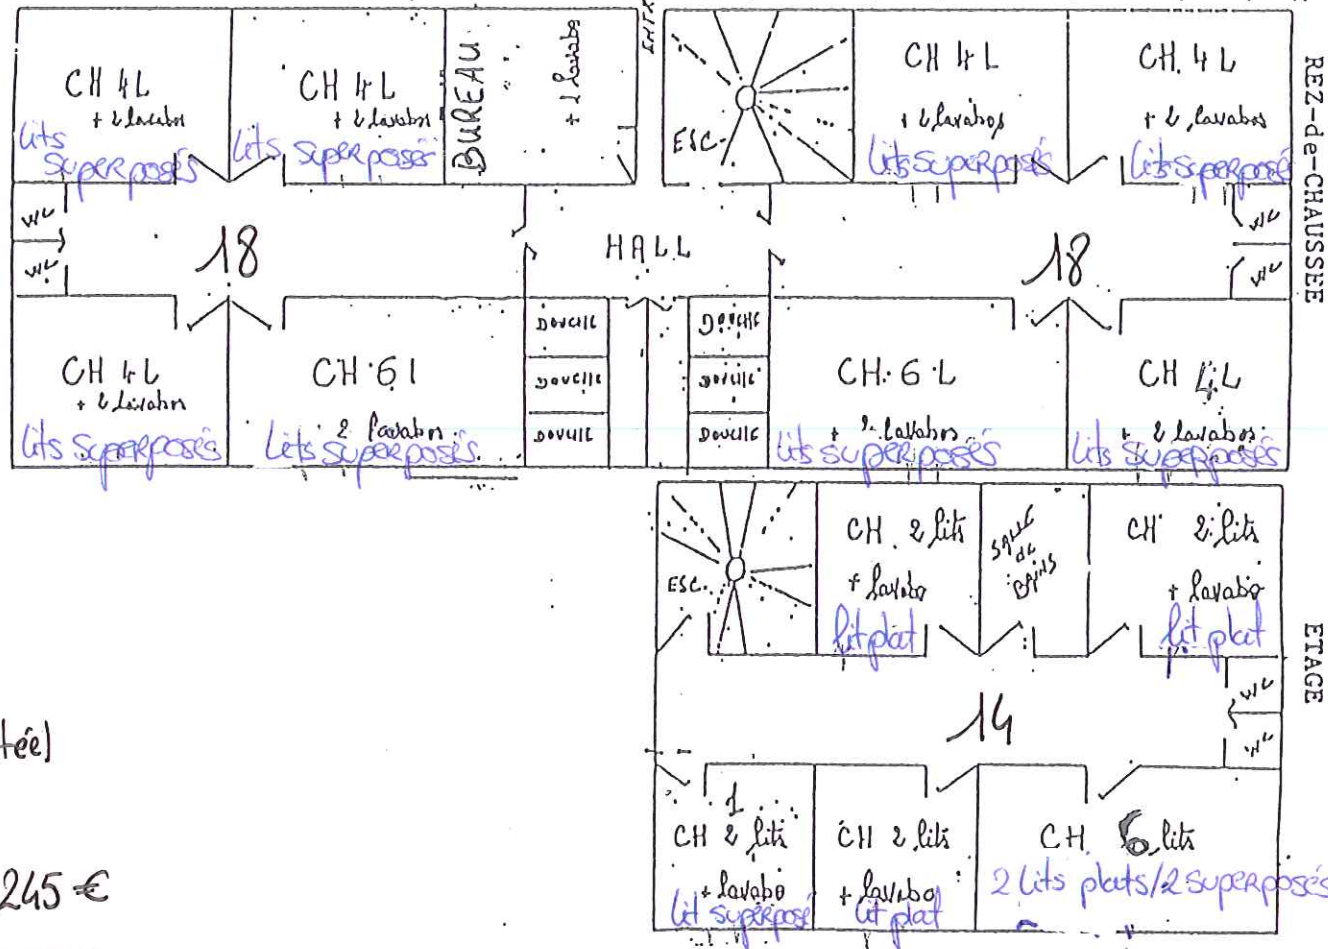 CH 4L
+ 2 lavabos
lits
superposés
CH 4L
+ 2 lavabos
lits superposés
BUREAU
+ 2 lavabos
ESC.
CH 4L
+ 2 lavabos
lits superposés
CH. 4L
+ 2 lavabos
lits superposés
REZ-de-CHAUSSEE
WC
WC
18
HALL
18
WC
WC
CH 4L
+ 2 lavabos
lits superposés
CH 6 l
2 lavabos
lits superposés
DOUCHE
DOUCHE
DOUCHE
DOUCHE
DOUCHE
DOUCHE
CH. 6 L
+ 2 lavabos
lits superposés
CH 4L
+ 2 lavabos
lits superposés
ESC.
CH. 2 lits
+ lavabo
lit plat
SALLE
de
BAINS
CH 2 lits
+ lavabo
lit plat
ETAGE
14
WC
WC
1
CH 2 lits
+ lavabo
lit superposé
CH 2 lits
+ lavabo
lit plat
CH. 6 lits
2 lits plats/2 superposés
tée)
245 €